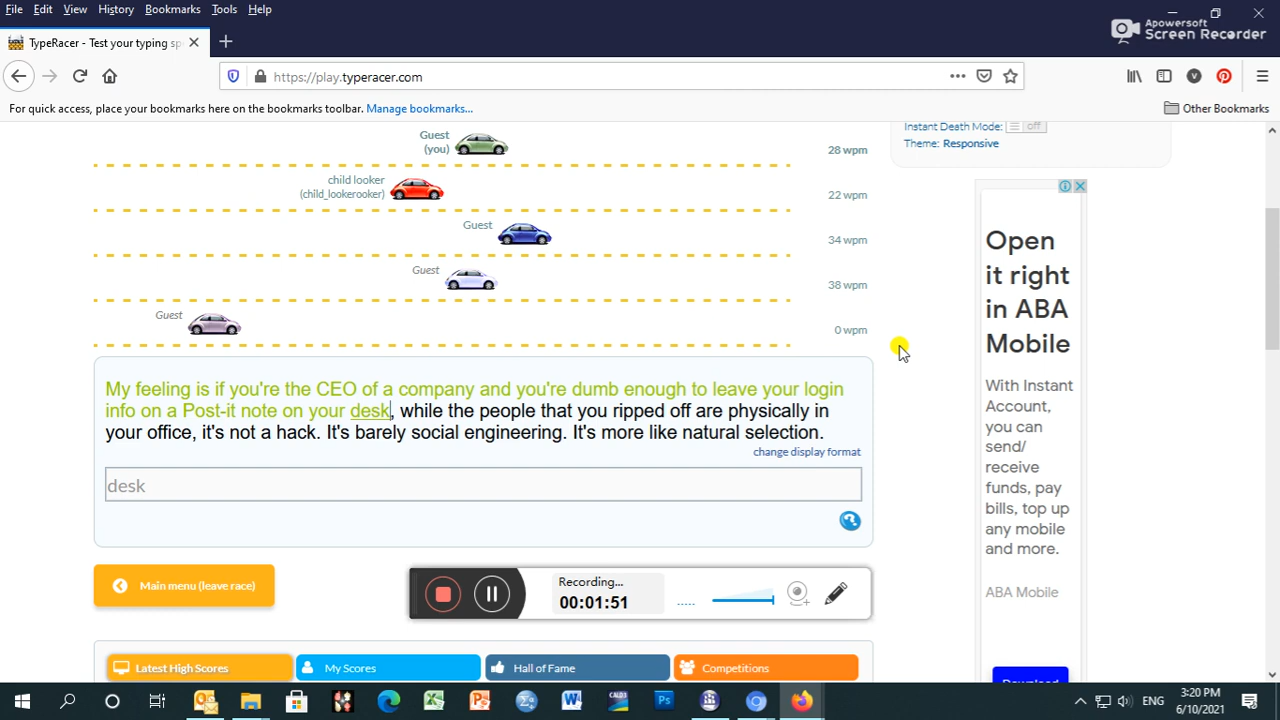 File Edit View History Bookmarks Tools Help
Apowersoft
Screen Recorder
TypeRacer - Test your typing sp
https://play.typeracer.com
For quick access, place your bookmarks here on the bookmarks toolbar. Manage bookmarks...
Other Bookmarks
Guest
(you)
28 wpm
child looker
(child_lookerooker)
22 wpm
Guest
34 wpm
Guest
38 wpm
Guest
0 wpm
Instant Death Mode: off
Theme: Responsive
My feeling is if you're the CEO of a company and you're dumb enough to leave your login
info on a Post-it note on your desk, while the people that you ripped off are physically in
your office, it's not a hack. It's barely social engineering. It's more like natural selection.
change display format
desk
Main menu (leave race)
Recording...
00:01:51
Latest High Scores
My Scores
Hall of Fame
Competitions
Open
it right
in ABA
Mobile
With Instant
Account,
you can
send/
receive
funds, pay
bills, top up
any mobile
and more.
ABA Mobile
Download
CALD3
Ps
ENG
3:20 PM
6/10/2021